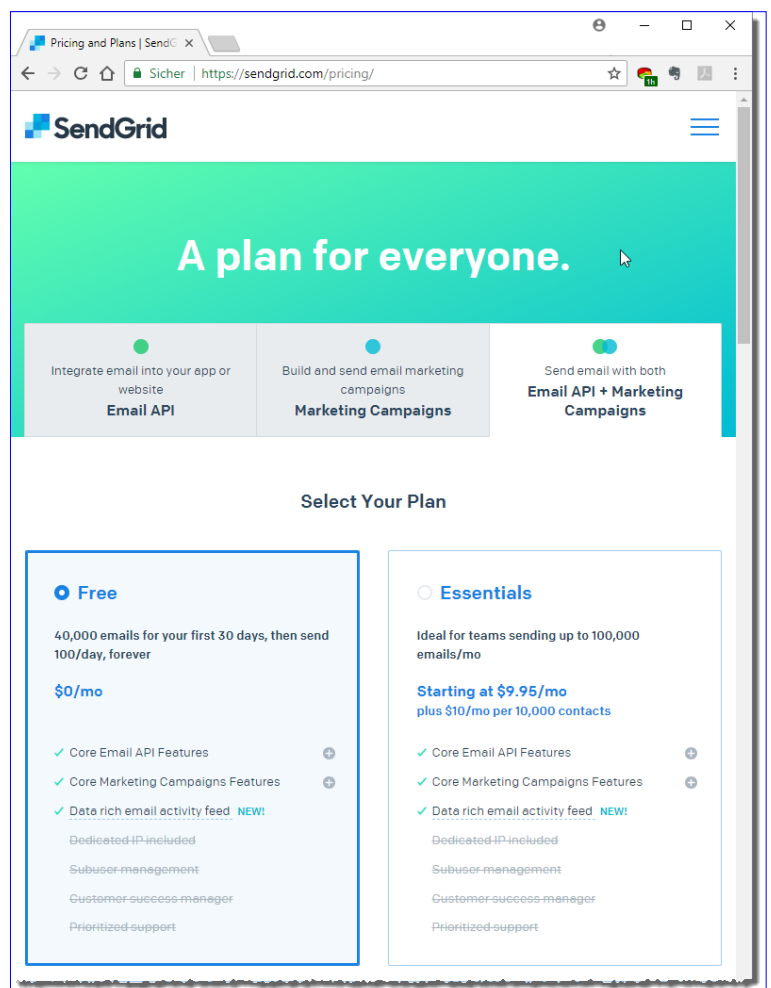 Pricing and Plans | SendG
Sicher | https://sendgrid.com/pricing/
1h
SendGrid
A plan for everyone.
Integrate email into your app or
website
Email API
Build and send email marketing
campaigns
Marketing Campaigns
Send email with both
Email API + Marketing
Campaigns
Select Your Plan
Free
40,000 emails for your first 30 days, then send
100/day, forever
$0/mo
Core Email API Features
Core Marketing Campaigns Features
Data rich email activity feed NEW!
Dedicated IP included
Subuser management
Customer success manager
Prioritized support
Essentials
Ideal for teams sending up to 100,000
emails/mo
Starting at $9.95/mo
plus $10/mo per 10,000 contacts
Core Email API Features
Core Marketing Campaigns Features
Data rich email activity feed NEW!
Dedicated IP included
Subuser management
Customer success manager
Prioritized support